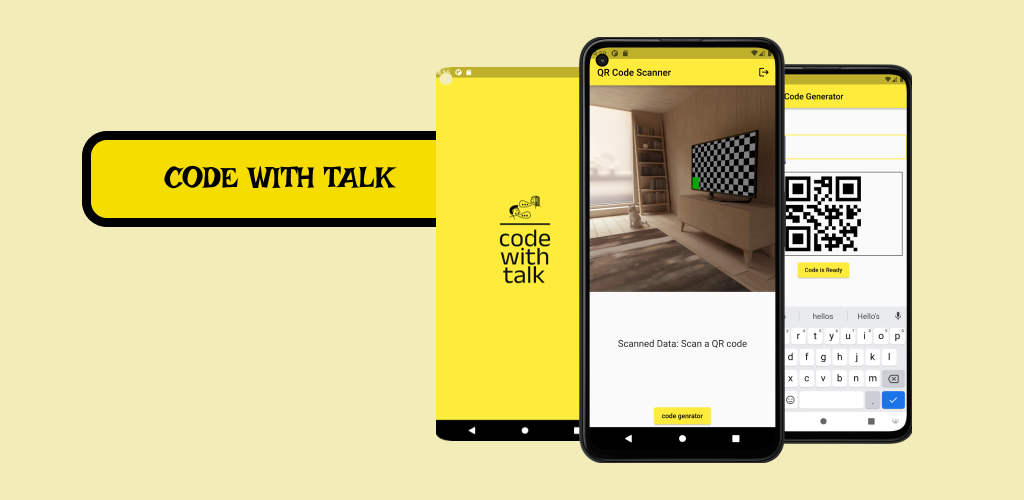 CODE WITH TALK
code
with
talk
QR Code Scanner
Scanned Data: Scan a QR code
code genrator
Code Generator
Code is Ready
hellos Hello's
r t y u i o p
d f g h j k l
x c v b n m
.